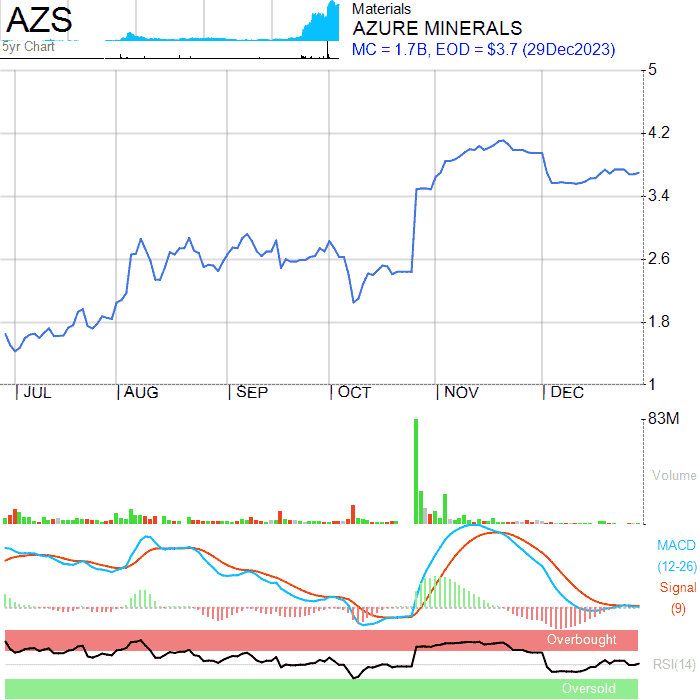 AZS
5yr Chart
Materials
AZURE MINERALS
MC = 1.7B, EOD = $3.7 (29Dec2023)
5
4.2
3.4
2.6
1.8
1
JUL AUG SEP OCT NOV DEC
83M
Volume
MACD
(12-26)
Signal
(9)
Overbought
RSI(14)
Oversold